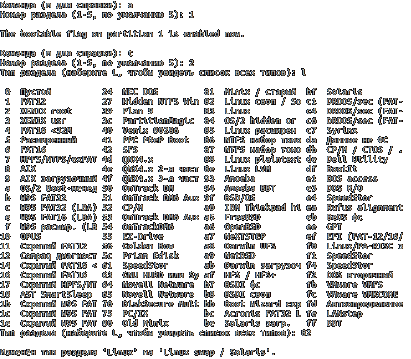 Команда (m для справки): a
Номер раздела (1-5, по умолчанию 5): 1
The bootable flag on partition 1 is enabled now.
Команда (m для справки): t
Номер раздела (1-5, по умолчанию 5): 2
Тип раздела (наберите L, чтобы увидеть список всех типов): l
0 Пустой 24 NEC DOS 81 Minix / старый bf Solaris
1 FAT12 27 Hidden NTFS Win 82 Linux своп / So c1 DRDOS/sec (FAT-
2 XENIX root 39 Plan 9 83 Linux c4 DRDOS/sec (FAT-
3 XENIX usr 3c PartitionMagic 84 OS/2 hidden or c6 DRDOS/sec (FAT-
4 FAT16 <32M 40 Venix 80286 85 Linux расширен c7 Syrinx
5 Расширенный 41 PPC PReP Boot 86 NTFS набор тома da Данные не ФС
6 FAT16 42 SFS 87 NTFS набор тома db CP/M / CTOS / .
7 HPFS/NTFS/exFAT 4d QNX4.x 88 Linux plaintext de Dell Utility
8 AIX 4e QNX4.x 2-я часть 8e Linux LVM df BootIt
9 AIX загрузочный 4f QNX4.x 3-я часть 93 Amoeba e1 DOS access
a OS/2 Boot-менед 50 OnTrack DM 94 Amoeba BBT e3 DOS R/O
b W95 FAT32 51 OnTrack DM6 Aux 9f BSD/OS e4 SpeedStor
c W95 FAT32 (LBA) 52 CP/M a0 IBM Thinkpad hi ea Rufus alignment
e W95 FAT16 (LBA) 53 OnTrack DM6 Aux a5 FreeBSD eb BeOS фс
f W95 расшир. (LB 54 OnTrackDM6 a6 OpenBSD ee GPT
10 OPUS 55 EZ-Drive a7 NeXTSTEP ef EFI (FAT-12/16/
11 Скрытый FAT12 56 Golden Bow a8 Darwin UFS f0 Linux/PA-RISC з
12 Compaq диагност 5c Priam Edisk a9 NetBSD f1 SpeedStor
14 Скрытый FAT16 < 61 SpeedStor ab Darwin загрузоч f4 SpeedStor
16 Скрытый FAT16 63 GNU HURD или Sy af HFS / HFS+ f2 DOS вторичный
17 Скрытый HPFS/NT 64 Novell Netware b7 BSDI фс fb VMware VMFS
18 AST SmartSleep 65 Novell Netware b8 BSDI своп fc VMware VMKCORE
1b Скрытый W95 FAT 70 DiskSecure Mult bb Boot Wizard скр fd Автоопределение
1c Скрытый W95 FAT 75 PC/IX bc Acronis FAT32 L fe LANstep
1e Скрытый W95 FAT 80 Old Minix be Solaris загр. ff BBT
Тип раздела (наберите L, чтобы увидеть список всех типов): 82
типа раздела 'Linux' на 'Linux swap / Solaris'.